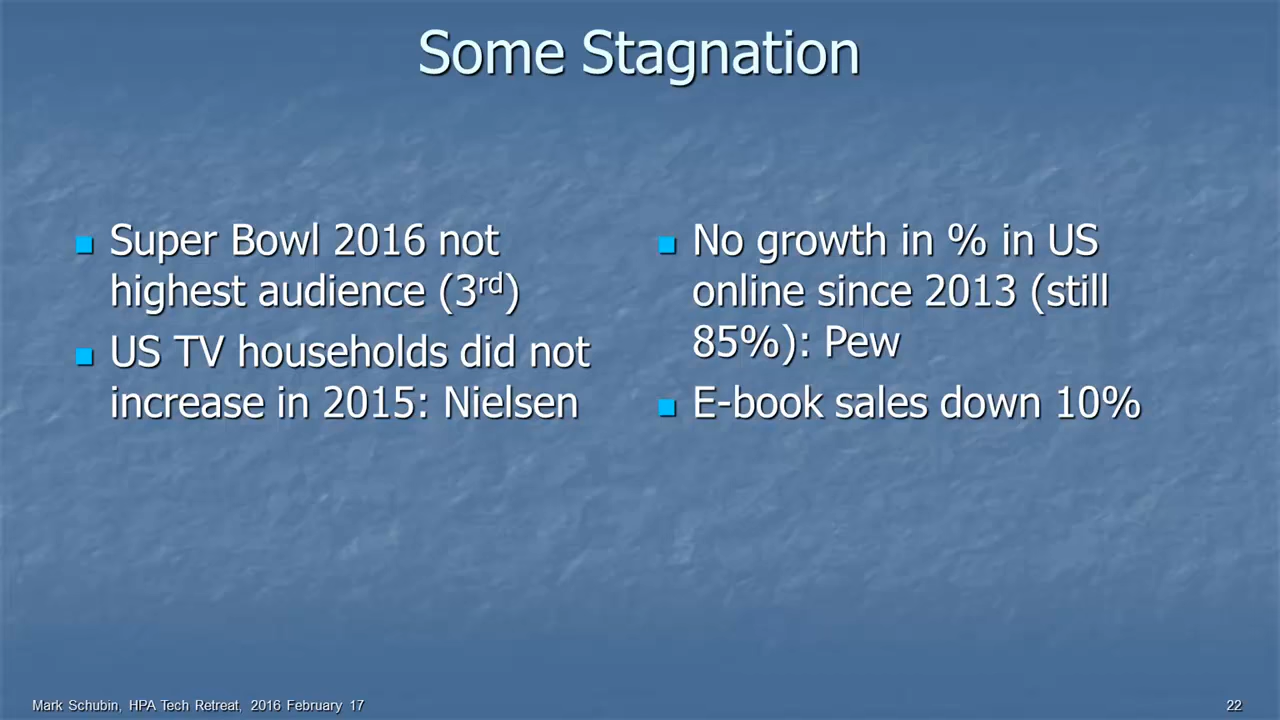 Some Stagnation
Super Bowl 2016 not
highest audience (3rd)
US TV households did not
increase in 2015: Nielsen
No growth in % in US
online since 2013 (still
85%): Pew
E-book sales down 10%
Mark Schubin, HPA Tech Retreat, 2016 February 17
22